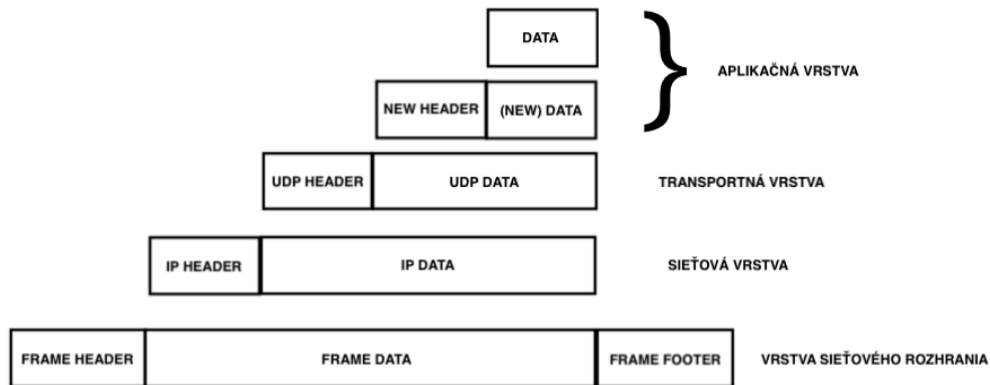 DATA
APLIKAČNÁ VRSTVA
NEW HEADER (NEW) DATA
UDP HEADER UDP DATA TRANSPORTNÁ VRSTVA
IP HEADER IP DATA SIEŤOVÁ VRSTVA
FRAME HEADER FRAME DATA FRAME FOOTER VRSTVA SIEŤOVÉHO ROZHRANIA